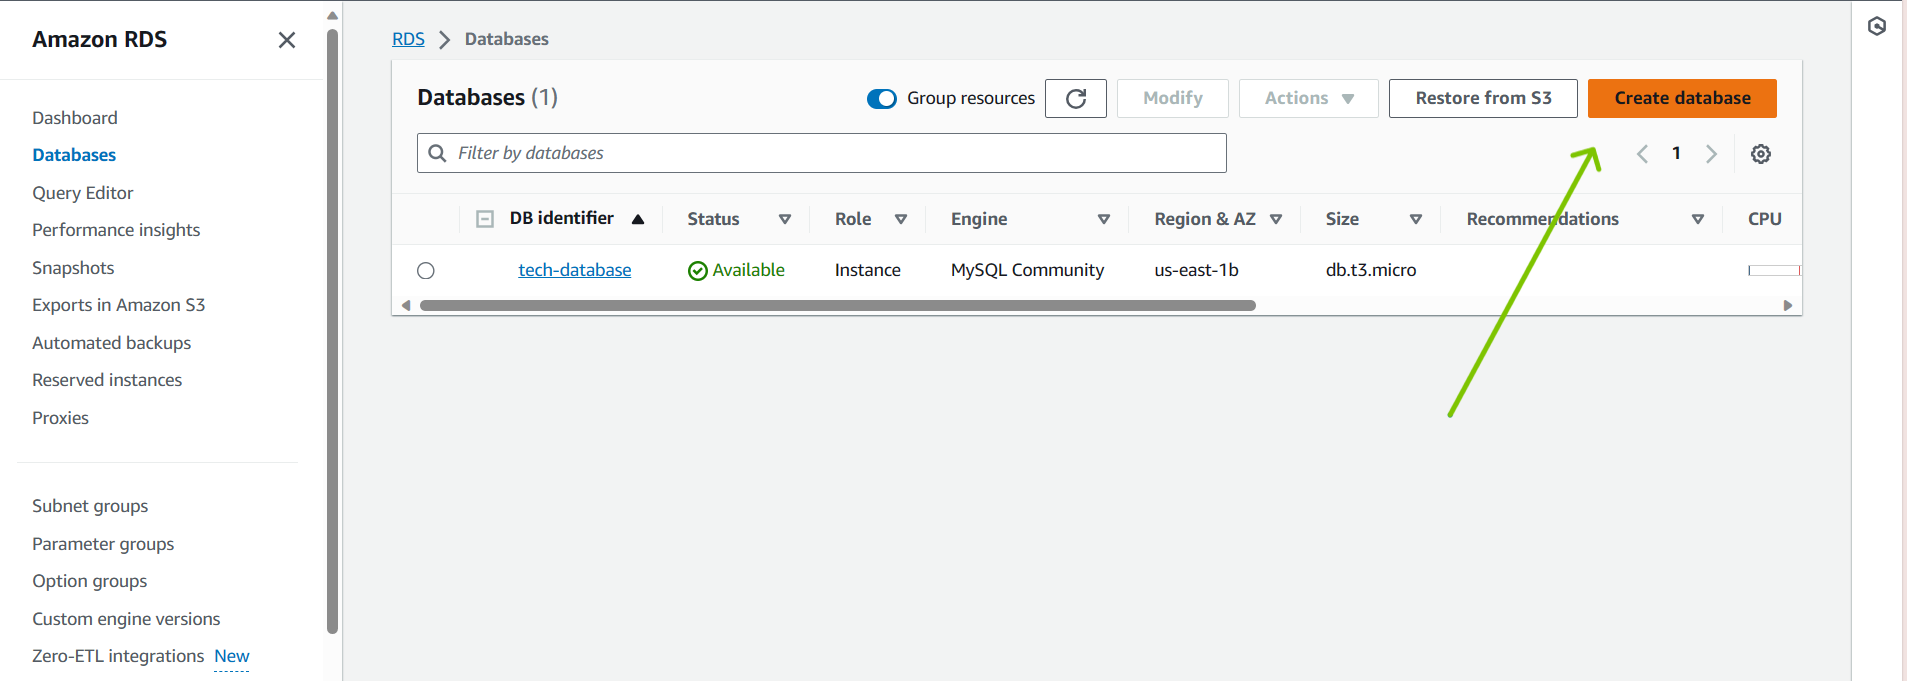 Amazon RDS
Dashboard
Databases
Query Editor
Performance insights
Snapshots
Exports in Amazon S3
Automated backups
Reserved instances
Proxies
Subnet groups
Parameter groups
Option groups
Custom engine versions
Zero-ETL integrations New
RDS Databases
Databases (1) Group resources Modify Actions Restore from S3 Create database
Filter by databases 1
DB identifier Status Role Engine Region & AZ Size Recommendations CPU
tech-database Available Instance MySQL Community us-east-1b db.t3.micro